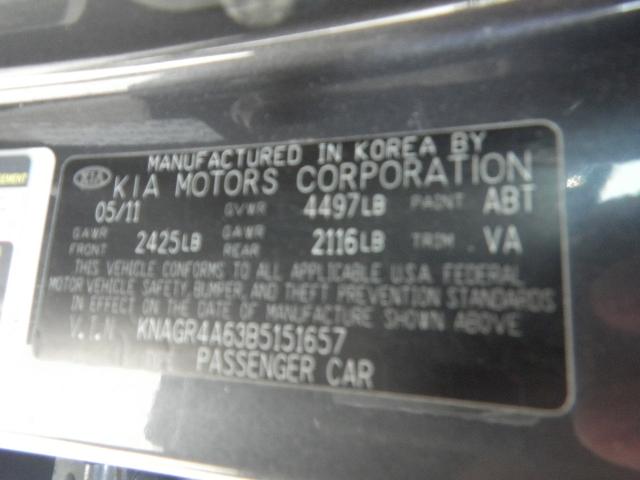 MANUFACTURED IN KOREA BY
KIA KIA MOTORS CORPORATION
05/11 GVWR 4497LB PAINT ABT
GAWR FRONT 2425LB GAWR REAR 2116LB TRIM VA
THIS VEHICLE CONFORMS TO ALL APPLICABLE U.S.A. FEDERAL
MOTOR VEHICLE SAFETY, BUMPER, AND THEFT PREVENTION STANDARDS
IN EFFECT ON THE DATE OF MANUFACTURE SHOWN ABOVE
V.I.N KNAGR4A63B5151657
PASSENGER CAR